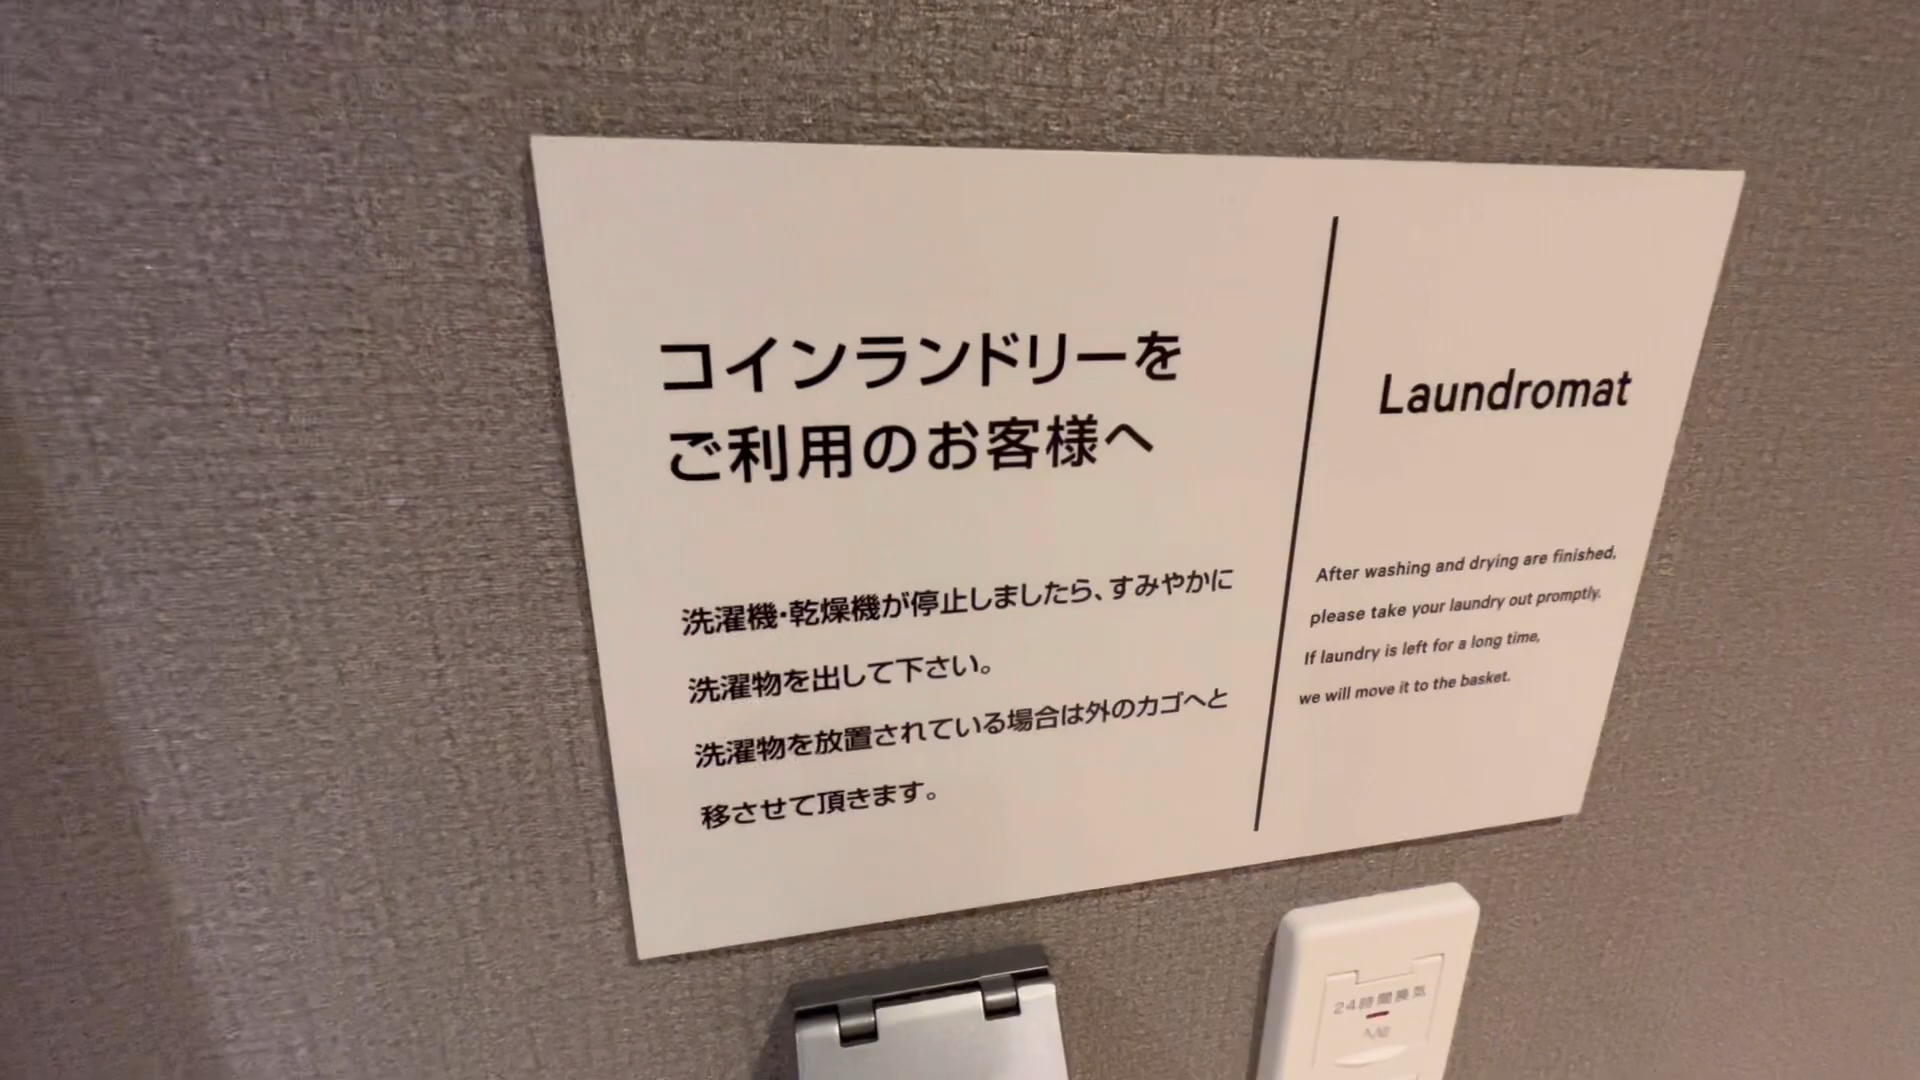 コインランドリーを
ご利用のお客様へ
洗濯機・乾燥機が停止しましたら、すみやかに
洗濯物を出して下さい。
洗濯物を放置されている場合は外のカゴへと
移させて頂きます。
Laundromat
After washing and drying are finished,
please take your laundry out promptly.
If laundry is left for a long time,
we will move it to the basket.
24時間換気